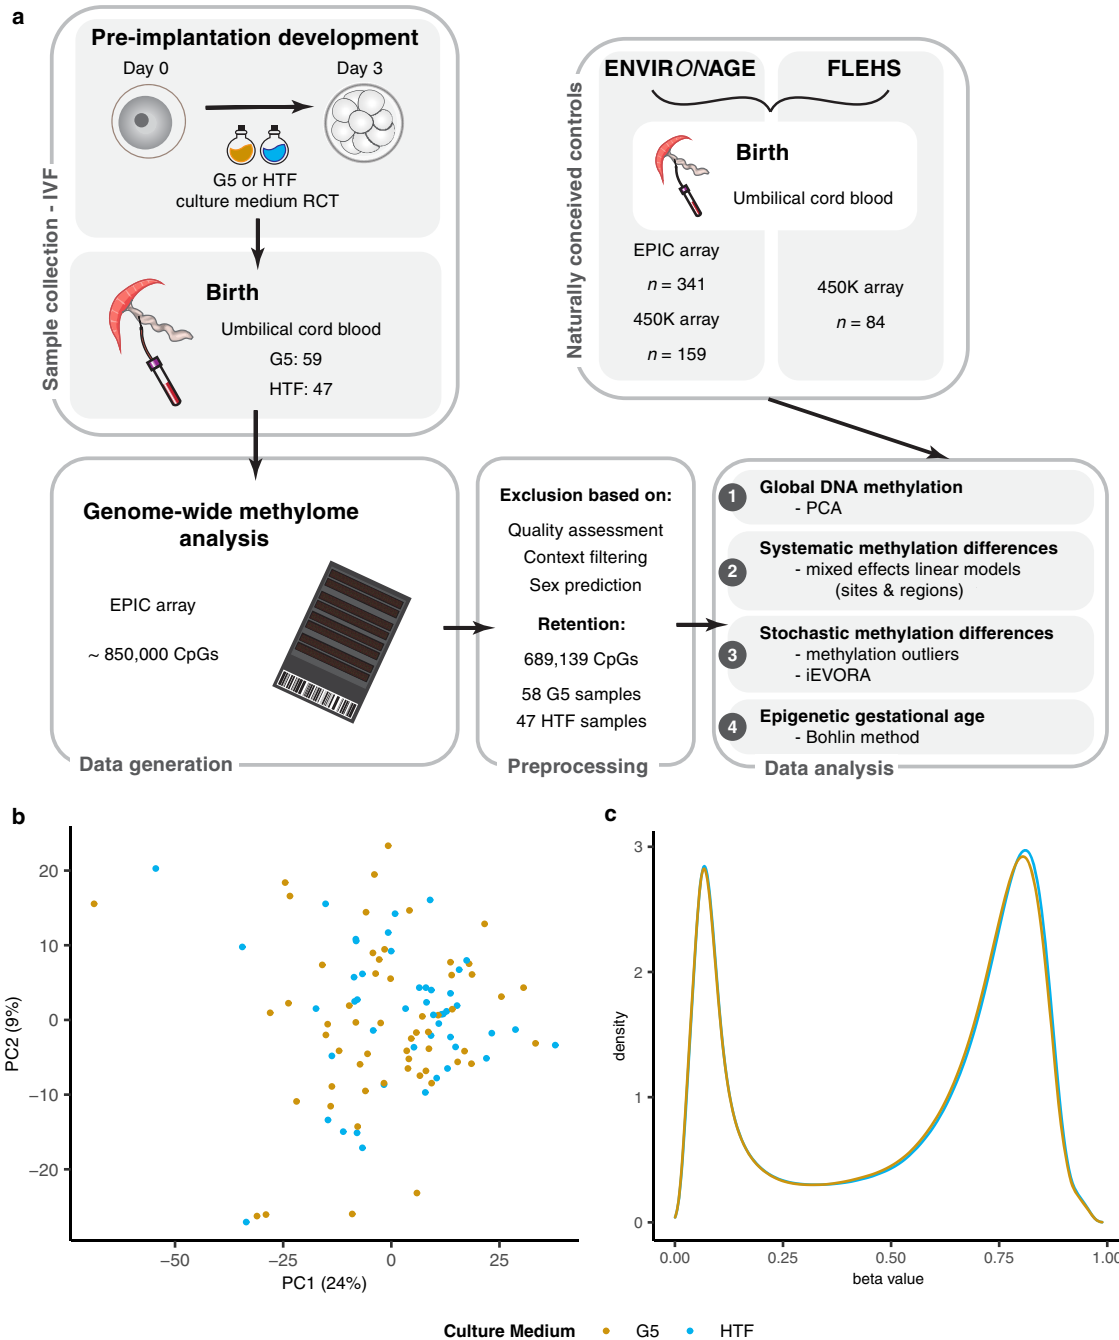 a
Pre-implantation development
Day 0
Day 3
G5 or HTF
culture medium RCT
Sample collection - IVF
Birth
Umbilical cord blood
G5: 59
HTF: 47
Naturally conceived controls
ENVIRONAGE
FLEHS
Birth
Umbilical cord blood
EPIC array
n = 341
450K array
n = 159
450K array
n = 84
Genome-wide methylome
analysis
EPIC array
~ 850,000 CpGs
Data generation
Exclusion based on:
Quality assessment
Context filtering
Sex prediction
Retention:
689,139 CpGs
58 G5 samples
47 HTF samples
Preprocessing
1
Global DNA methylation
- PCA
2
Systematic methylation differences
- mixed effects linear models
(sites & regions)
3
Stochastic methylation differences
- methylation outliers
- iEVORA
4
Epigenetic gestational age
- Bohlin method
Data analysis
b
20
10
0
−10
−20
PC2 (9%)
−50
−25
0
25
PC1 (24%)
c
3
2
1
0
density
0.00
0.25
0.50
0.75
1.00
beta value
Culture Medium
G5
HTF